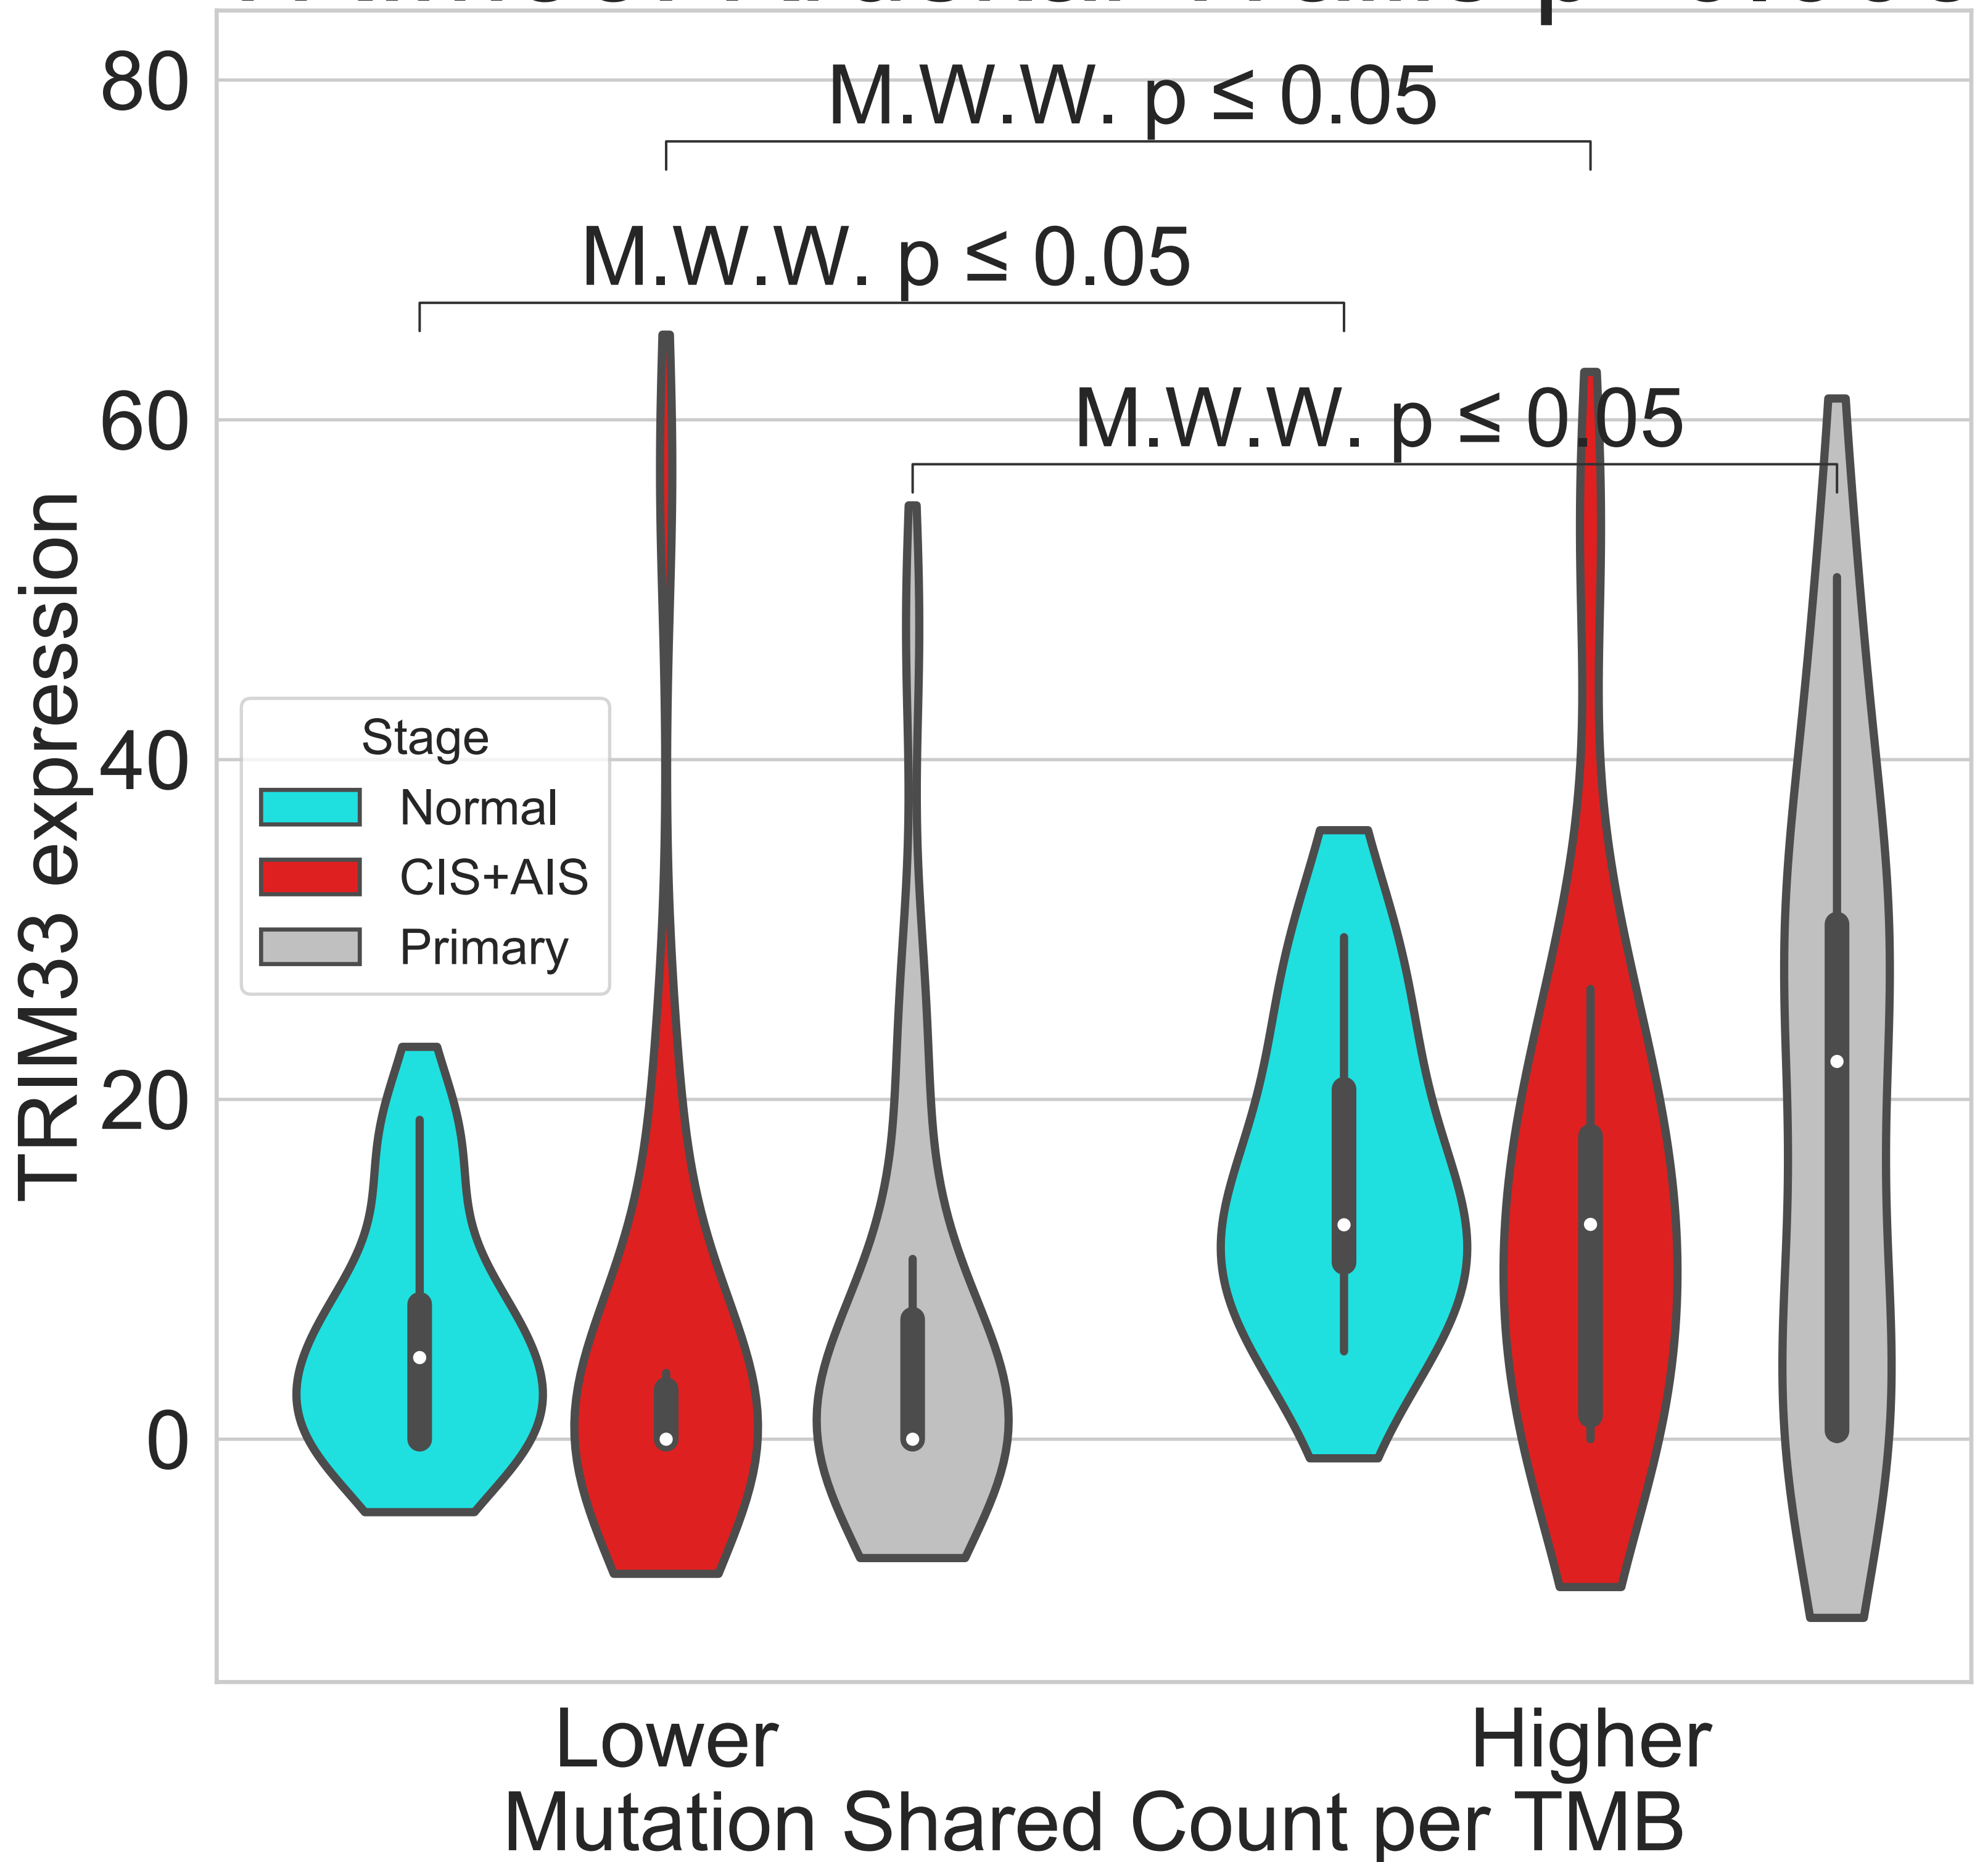 80
M.W.W. p ≤ 0.05
M.W.W. p ≤ 0.05
60
M.W.W. p ≤ 0.05
TRIM33 expression
40
Stage
Normal
CIS+AIS
Primary
20
0
Lower
Higher
Mutation Shared Count per TMB